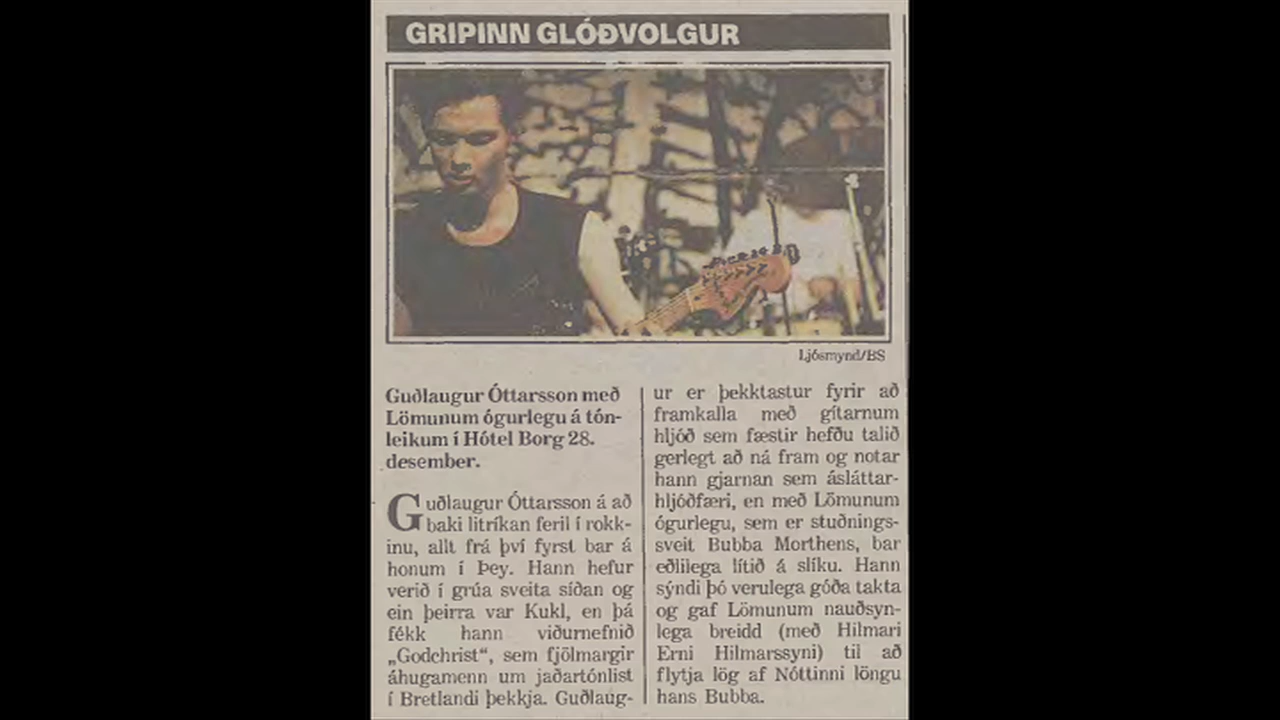 GRIPINN GLÓÐVOLGUR
Ljósmynd/BS
Guðlaugur Óttarsson með
Lömunum ógurlegu á tón-
leikum í Hótel Borg 28.
desember.
Guðlaugur Óttarsson á að
baki litríkan feril í rokk-
inu, allt frá því fyrst bar á
honum í Þey. Hann hefur
verið í grúa sveita síðan og
ein þeirra var Kukl, en þá
fékk hann viðurnefnið
„Godchrist“, sem fjölmargir
áhugamenn um jaðartónlist
í Bretlandi þekkja. Guðlaug-
ur er þekktastur fyrir að
framkalla með gítarnum
hljóð sem fæstir hefðu talið
gerlegt að ná fram og notar
hann gjarnan sem ásláttar-
hljóðfæri, en með Lömunum
ógurlegu, sem er stuðnings-
sveit Bubba Morthens, bar
eðlilega lítið á slíku. Hann
sýndi þó verulega góða takta
og gaf Lömunum nauðsyn-
lega breidd (með Hilmari
Erni Hilmarssyni) til að
flytja lög af Nóttinni löngu
hans Bubba.